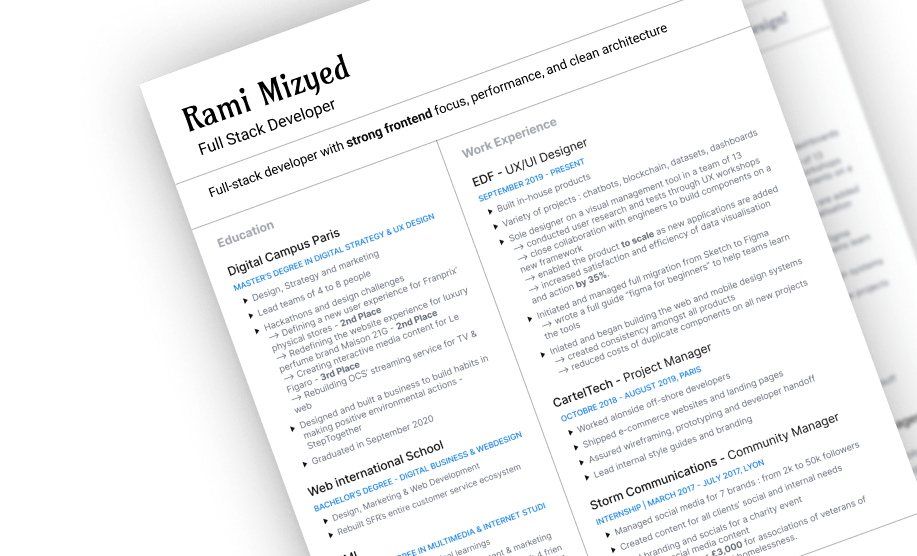 Rami Mizyed
Full Stack Developer
Full-stack developer with strong frontend focus, performance, and clean architecture
Education
Digital Campus Paris
MASTER'S DEGREE IN DIGITAL STRATEGY & UX DESIGN
Design, Strategy and marketing
Lead teams of 4 to 8 people
Hackathons and design challenges
→ Defining a new user experience for Franprix'
physical stores - 2nd Place
→ Redefining the website experience for luxury
perfume brand Maison 21G - 2nd Place
→ Creating nteractive media content for Le
Figaro - 3rd Place
→ Rebuilding OCS' streaming service for TV &
web
Designed and built a business to build habits in
making positive environmental actions -
StepTogether
Graduated in September 2020
Web international School
BACHELOR'S DEGREE - DIGITAL BUSINESS & WEBDESIGN
Design, Marketing & Web Development
Rebuilt SFR's entire customer service ecosystem
IN MULTIMEDIA & INTERNET STUDI
learnings
& marketing
Work Experience
EDF - UX/UI Designer
SEPTEMBER 2019 - PRESENT
Built in-house products
Variety of projects : chatbots, blockchain, datasets, dashboards
Sole designer on a visual management tool in a team of 13
→ conducted user research and tests through UX workshops
→ close collaboration with engineers to build components on a
new framework
→ enabled the product to scale as new applications are added
→ increased satisfaction and efficiency of data visualisation
and action by 35%.
Initiated and managed full migration from Sketch to Figma
→ wrote a full guide "figma for beginners" to help teams learn
the tools
Iniated and began building the web and mobile design systems
→ created consistency amongst all products
→ reduced costs of duplicate components on all new projects
CartelTech - Project Manager
OCTOBRE 2018 - AUGUST 2019, PARIS
Worked alonside off-shore developers
Shipped e-commerce websites and landing pages
Assured wireframing, prototyping and developer handoff
Lead internal style guides and branding
Storm Communications - Community Manager
INTERNSHIP | MARCH 2017 - JULY 2017, LYON
Managed social media for 7 brands : from 2k to 50k followers
Created content for all clients' social and internal needs
branding and socials for a charity event
social media content
£3,000 for associations of veterans of
homelessness.